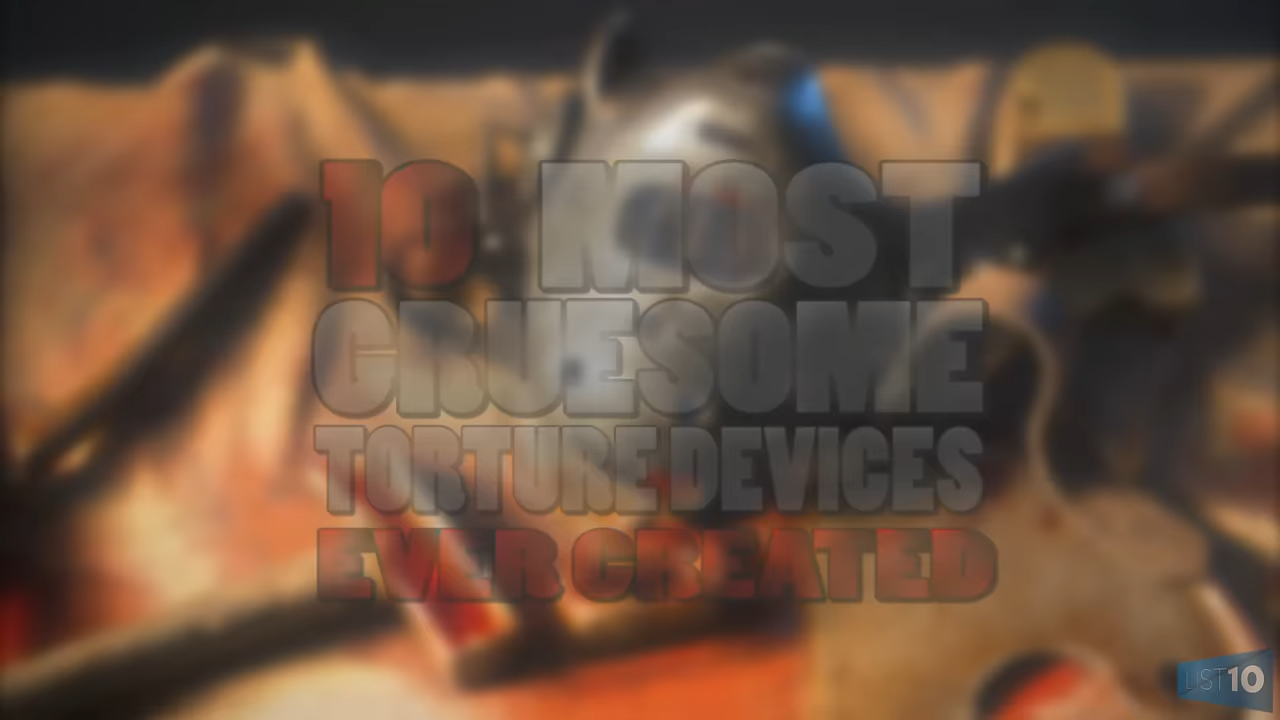 10 MOST
GRUESOME
TORTURE DEVICES
EVER CREATED
LIST10